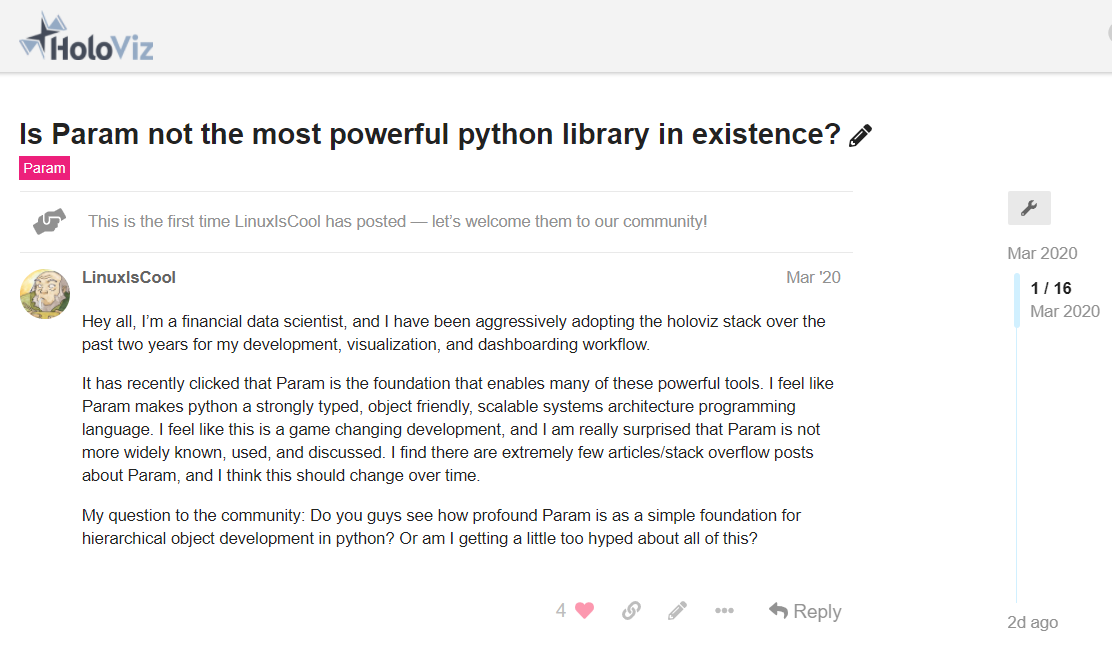 HoloViz
Is Param not the most powerful python library in existence?
Param
This is the first time LinuxIsCool has posted — let’s welcome them to our community!
LinuxIsCool
Mar '20
Hey all, I’m a financial data scientist, and I have been aggressively adopting the holoviz stack over the
past two years for my development, visualization, and dashboarding workflow.
It has recently clicked that Param is the foundation that enables many of these powerful tools. I feel like
Param makes python a strongly typed, object friendly, scalable systems architecture programming
language. I feel like this is a game changing development, and I am really surprised that Param is not
more widely known, used, and discussed. I find there are extremely few articles/stack overflow posts
about Param, and I think this should change over time.
My question to the community: Do you guys see how profound Param is as a simple foundation for
hierarchical object development in python? Or am I getting a little too hyped about all of this?
4
Reply
Mar 2020
1 / 16
Mar 2020
2d ago